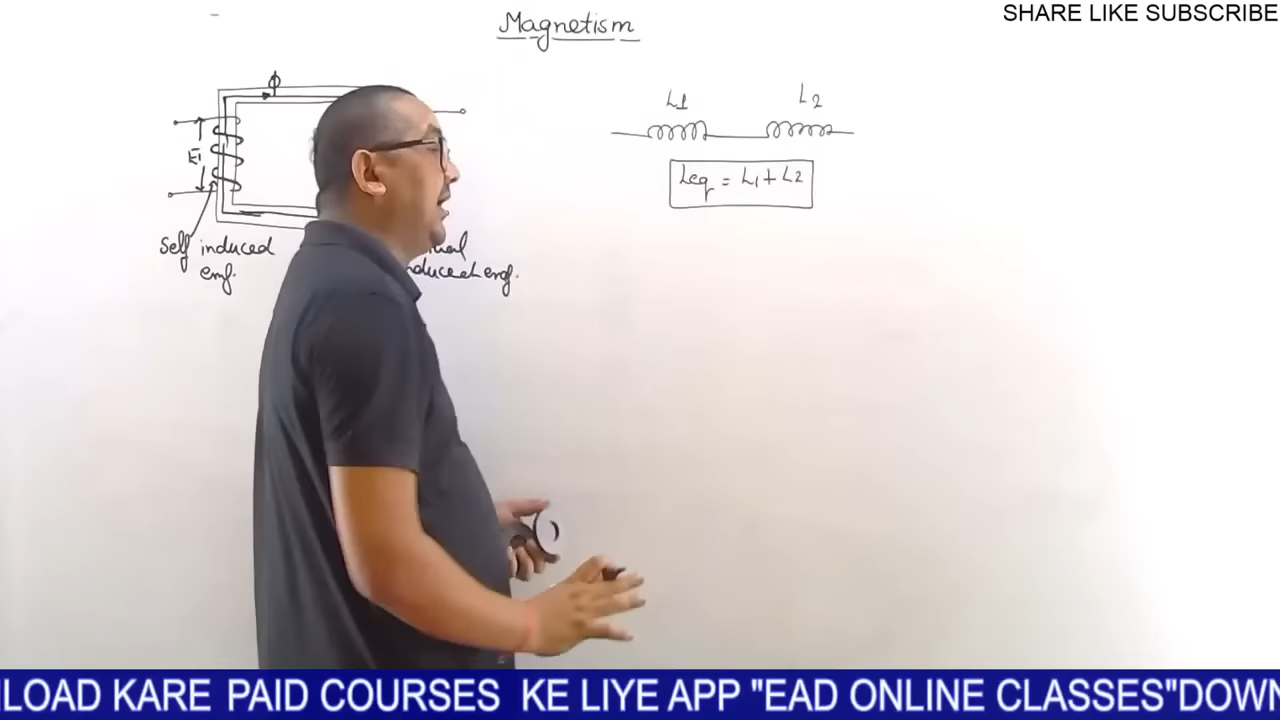 SHARE LIKE SUBSCRIBE
Magnetism
Φ
L1
L2
E1
Leq = L1 + L2
Self induced
emf.
induced emf.
LOAD KARE PAID COURSES KE LIYE APP "EAD ONLINE CLASSES"DOWN